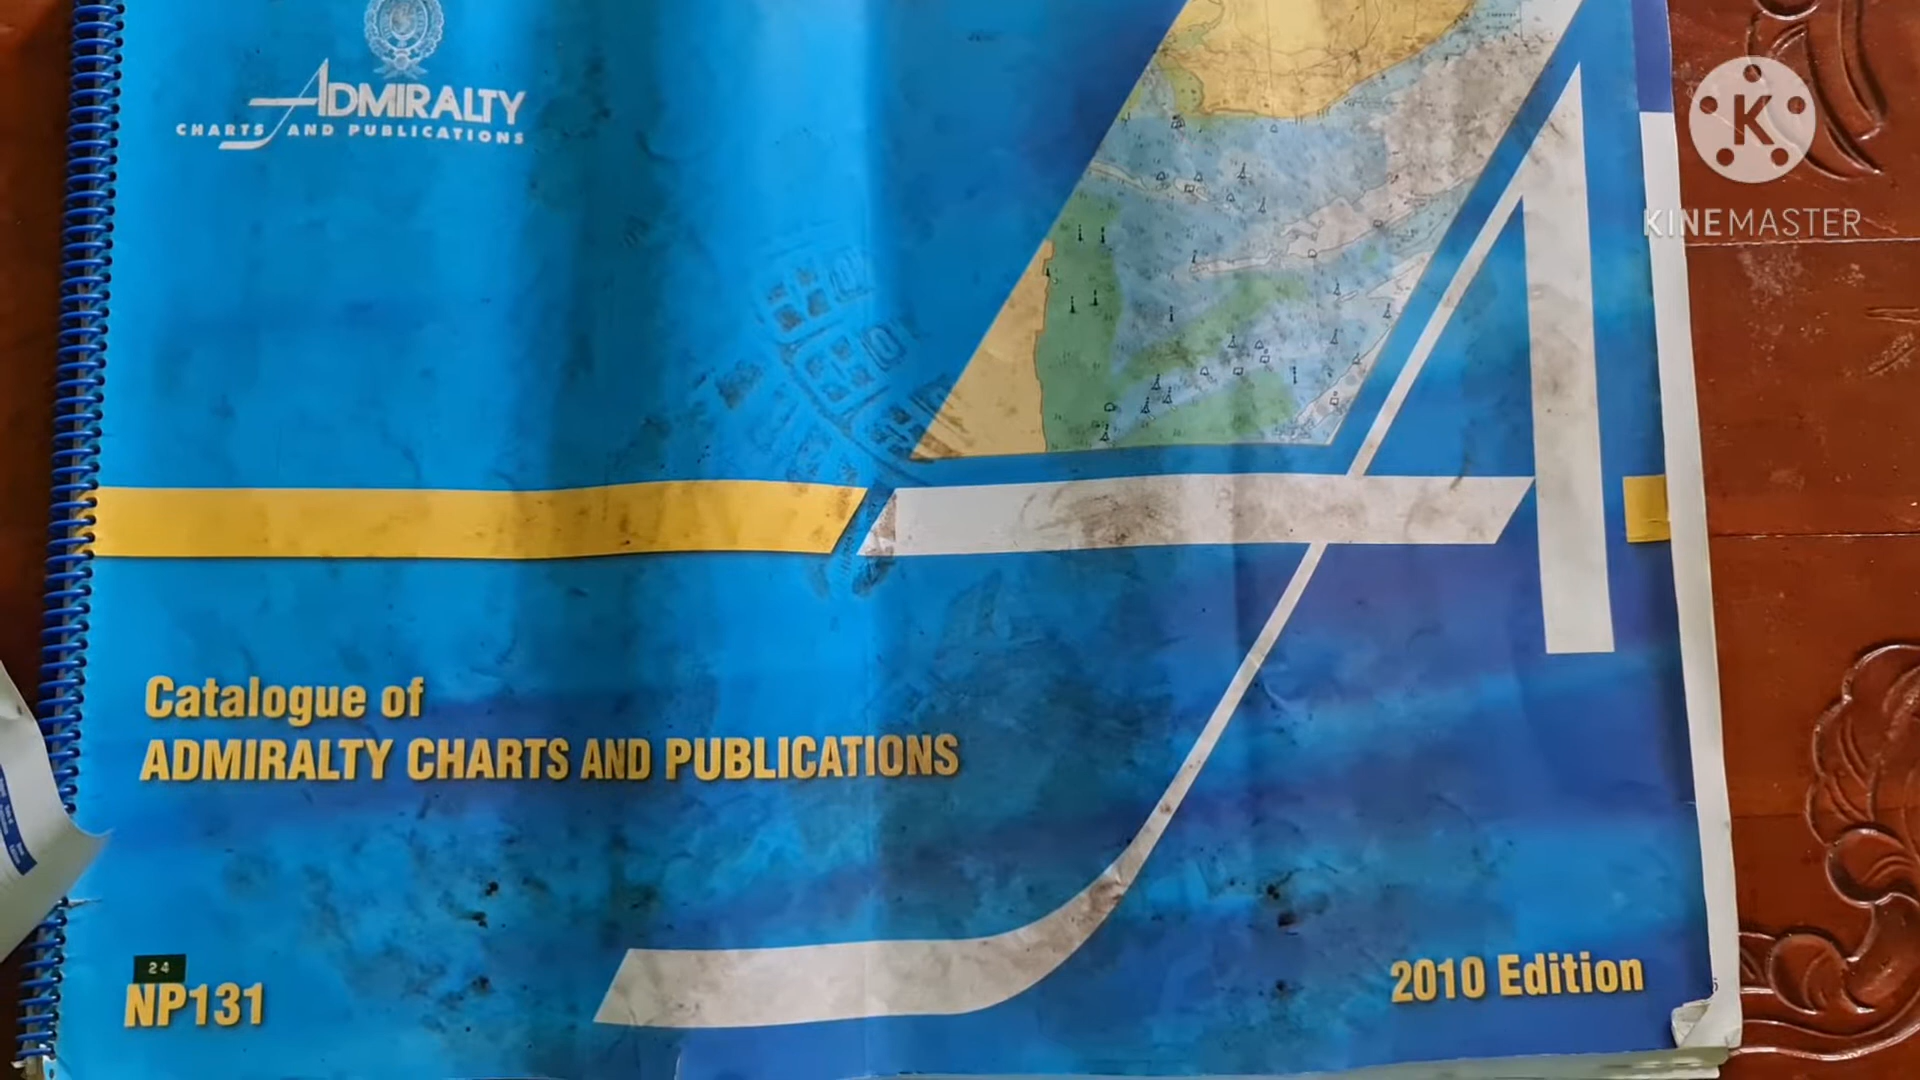 ADMIRALTY
CHARTS AND PUBLICATIONS
KINEMASTER
Catalogue of
ADMIRALTY CHARTS AND PUBLICATIONS
24
NP131
2010 Edition